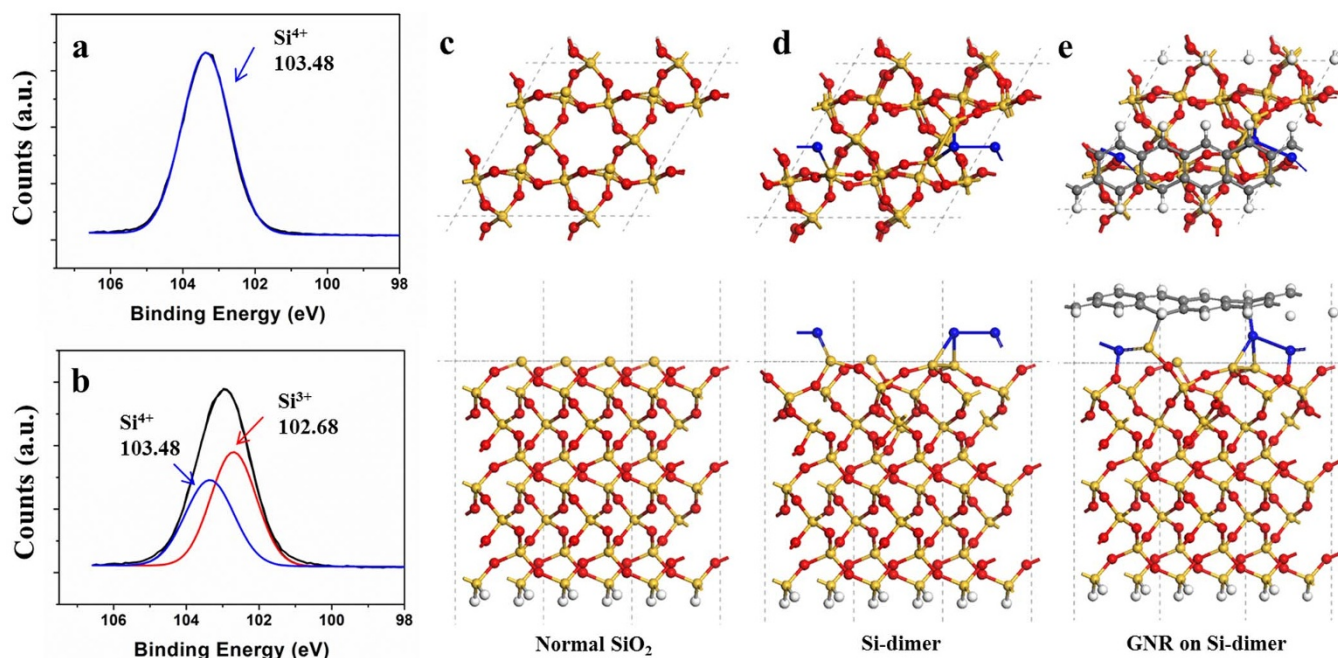 a
Si⁴⁺
103.48
Counts (a.u.)
106 104 102 100 98
Binding Energy (eV)
b
Si⁴⁺
103.48
Si³⁺
102.68
Counts (a.u.)
106 104 102 100 98
Binding Energy (eV)
c
d
e
Normal SiO₂
Si-dimer
GNR on Si-dimer